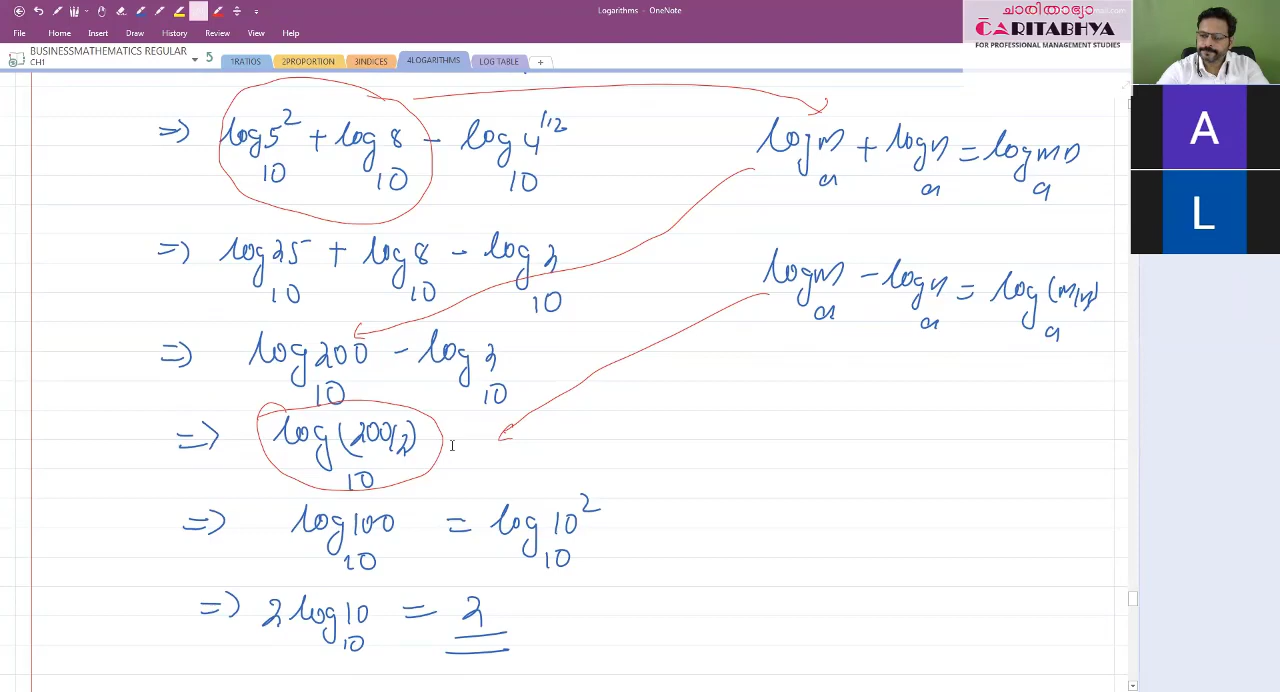 Logarithms - OneNote
ചാരിതാഭ്യാ
CARITABHYA
FOR PROFESSIONAL MANAGEMENT STUDIES
File Home Insert Draw History Review View Help
BUSINESSMATHEMATICS REGULAR
CH1
1RATIOS 2PROPORTION 3INDICES 4LOGARITHMS LOG TABLE +
A
L
=> log₁₀5² + log₁₀8 - log₁₀4^1/2
logₐm + logₐn = logₐmn
=> log₁₀25 + log₁₀8 - log₁₀2
logₐm - logₐn = logₐ(m/n)
=> log₁₀200 - log₁₀2
=> log₁₀(200/2)
=> log₁₀100 = log₁₀10²
=> 2 log₁₀10 = 2